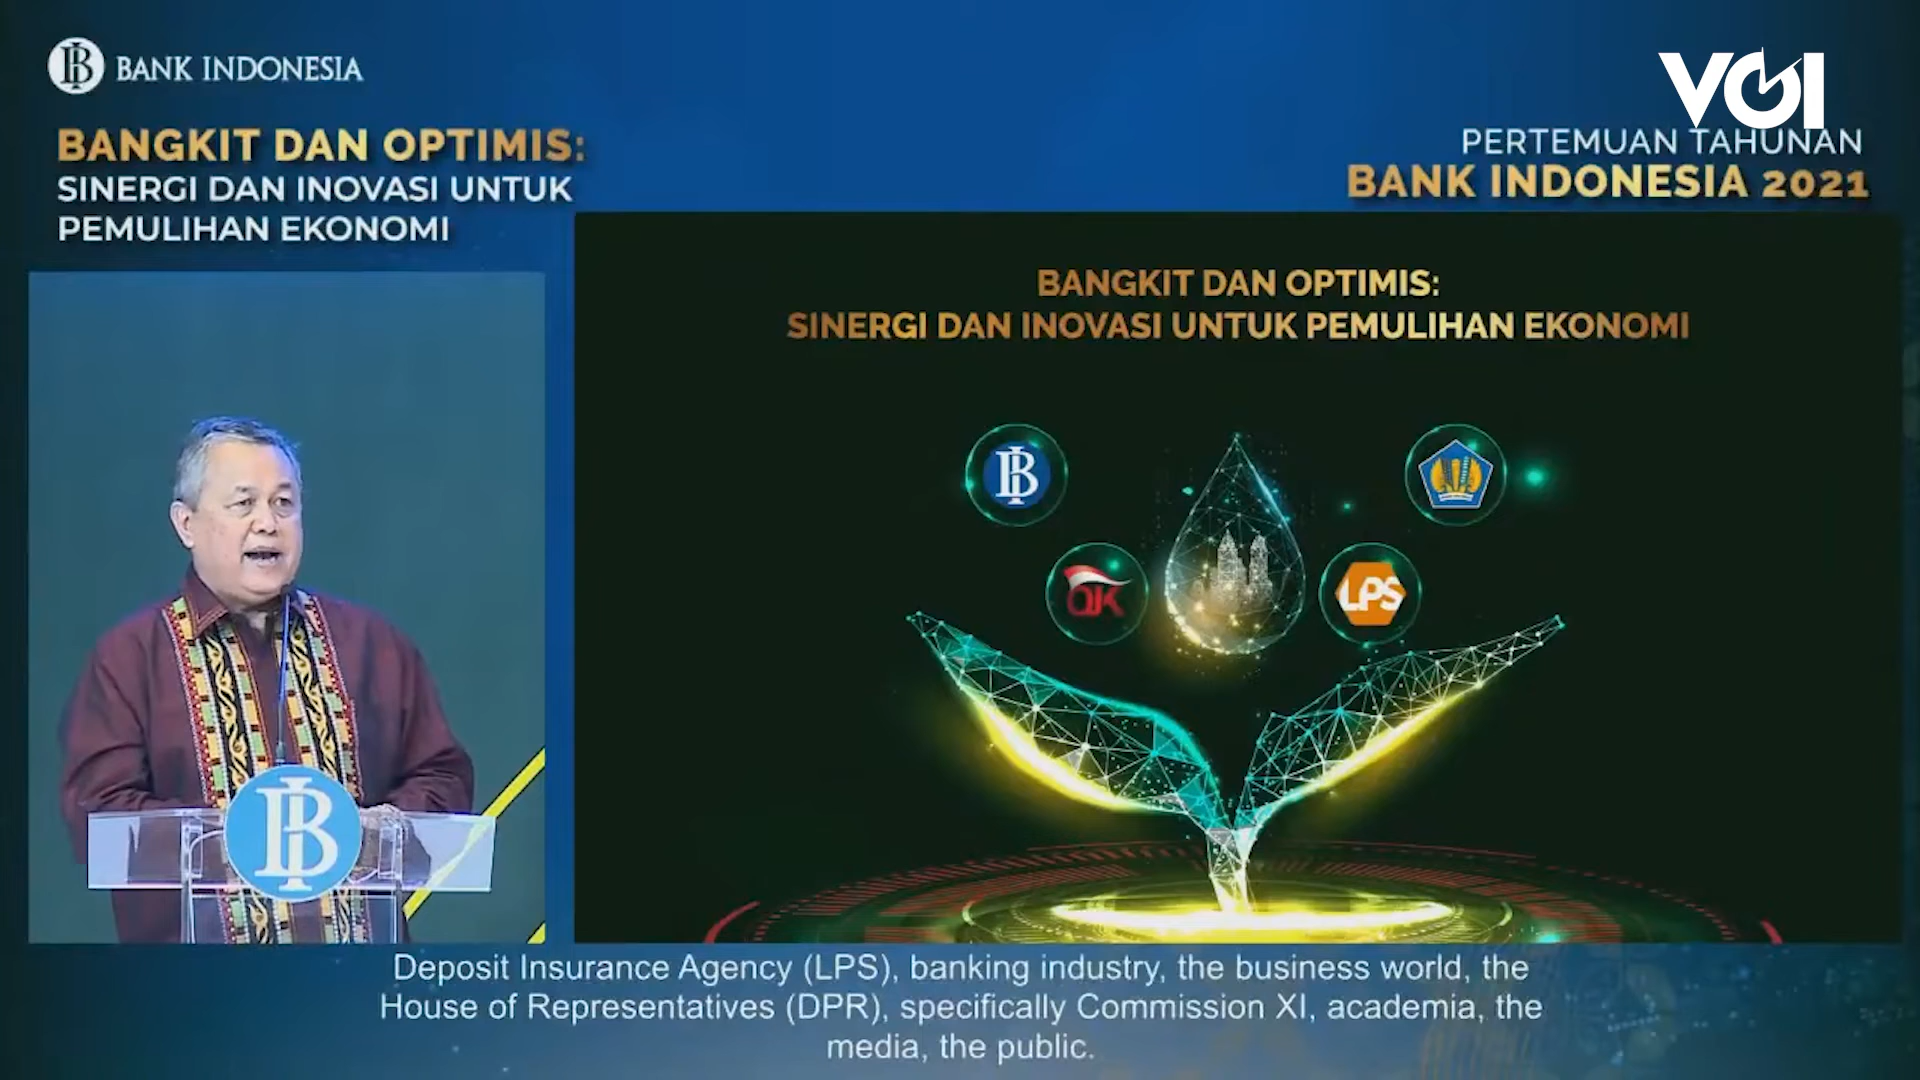 BANK INDONESIA
VOI
BANGKIT DAN OPTIMIS:
SINERGI DAN INOVASI UNTUK
PEMULIHAN EKONOMI
PERTEMUAN TAHUNAN
BANK INDONESIA 2021
BANGKIT DAN OPTIMIS:
SINERGI DAN INOVASI UNTUK PEMULIHAN EKONOMI
OJK
LPS
Deposit Insurance Agency (LPS), banking industry, the business world, the
House of Representatives (DPR), specifically Commission XI, academia, the
media, the public.